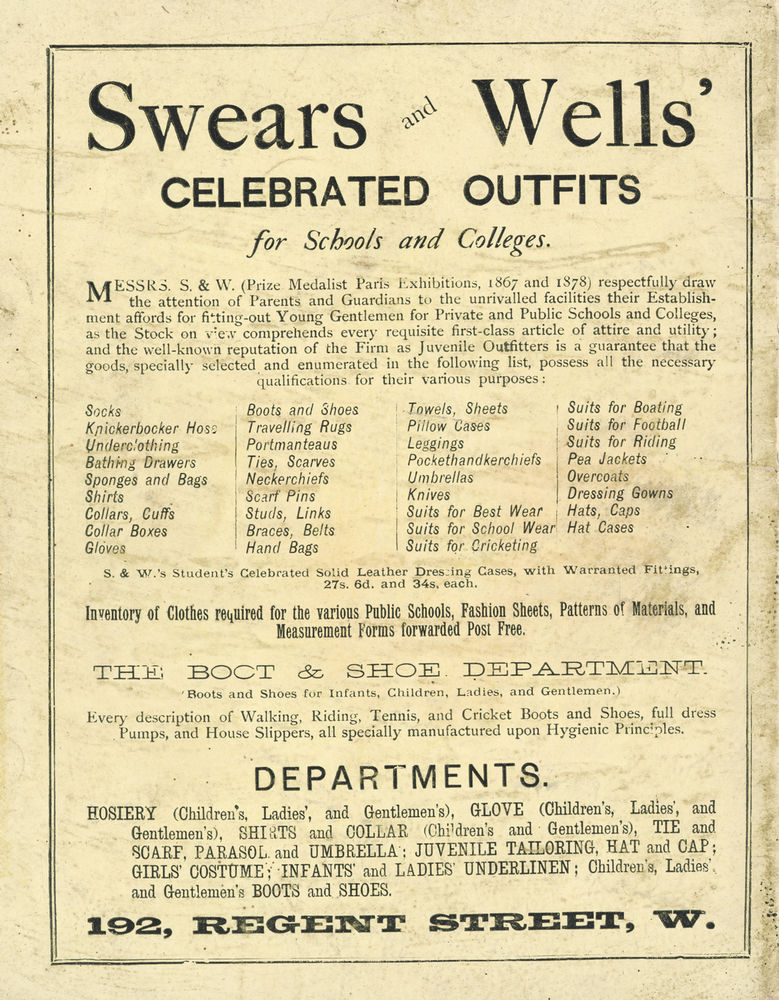 Swears and Wells'
CELEBRATED OUTFITS
for Schools and Colleges.
MESSRS. S. & W. (Prize Medalist Paris Exhibitions, 1867 and 1878) respectfully draw
the attention of Parents and Guardians to the unrivalled facilities their Establish-
ment affords for fitting-out Young Gentlemen for Private and Public Schools and Colleges,
as the Stock on view comprehends every requisite first-class article of attire and utility;
and the well-known reputation of the Firm as Juvenile Outfitters is a guarantee that the
goods, specially selected and enumerated in the following list, possess all the necessary
qualifications for their various purposes:
Socks
Knickerbocker Hose
Underclothing
Bathing Drawers
Sponges and Bags
Shirts
Collars, Cuffs
Collar Boxes
Gloves
Boots and Shoes
Travelling Rugs
Portmanteaus
Ties, Scarves
Neckerchiefs
Scarf Pins
Studs, Links
Braces, Belts
Hand Bags
Towels, Sheets
Pillow Cases
Leggings
Pockethandkerchiefs
Umbrellas
Knives
Suits for Best Wear
Suits for School Wear
Suits for Cricketing
Suits for Boating
Suits for Football
Suits for Riding
Pea Jackets
Overcoats
Dressing Gowns
Hats, Caps
Hat Cases
S. & W.'s Student's Celebrated Solid Leather Dressing Cases, with Warranted Fittings,
27s. 6d. and 34s. each.
Inventory of Clothes required for the various Public Schools, Fashion Sheets, Patterns of Materials, and
Measurement Forms forwarded Post Free.
THE BOOT & SHOE DEPARTMENT.
(Boots and Shoes for Infants, Children, Ladies, and Gentlemen.)
Every description of Walking, Riding, Tennis, and Cricket Boots and Shoes, full dress
Pumps, and House Slippers, all specially manufactured upon Hygienic Principles.
DEPARTMENTS.
HOSIERY (Children's, Ladies', and Gentlemen's), GLOVE (Children's, Ladies', and
Gentlemen's), SHIRTS and COLLAR (Children's and Gentlemen's), TIE and
SCARF, PARASOL and UMBRELLA; JUVENILE TAILORING, HAT and CAP;
GIRLS' COSTUME; INFANTS' and LADIES' UNDERLINEN; Children's, Ladies',
and Gentlemen's BOOTS and SHOES.
192, REGENT STREET, W.